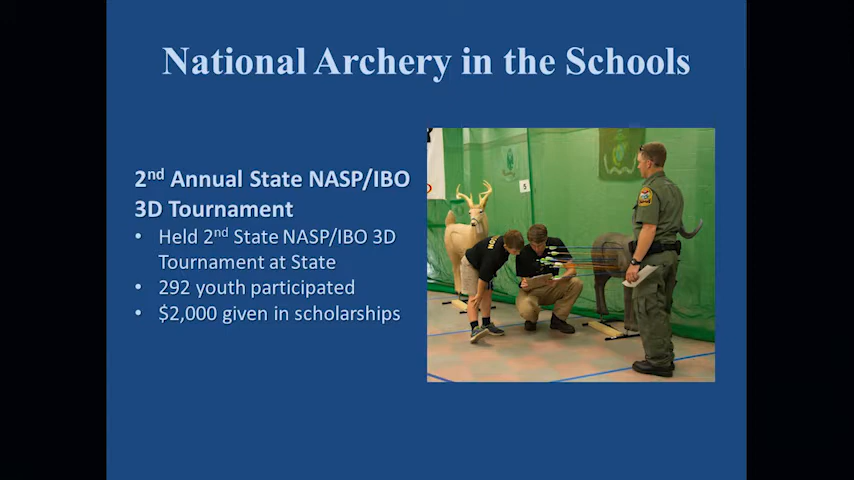 National Archery in the Schools
2nd Annual State NASP/IBO
3D Tournament
• Held 2nd State NASP/IBO 3D
Tournament at State
• 292 youth participated
• $2,000 given in scholarships
5